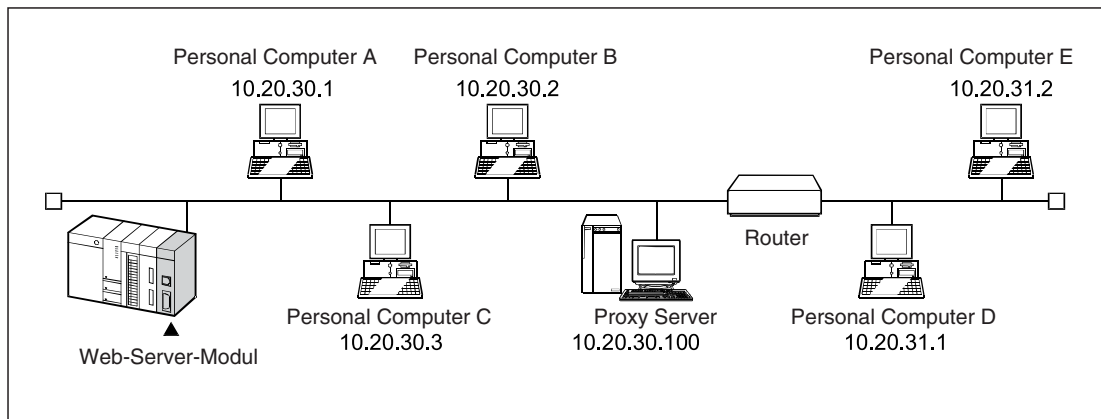 Personal Computer A
10.20.30.1
Personal Computer B
10.20.30.2
Personal Computer E
10.20.31.2
Router
Web-Server-Modul
Personal Computer C
10.20.30.3
Proxy Server
10.20.30.100
Personal Computer D
10.20.31.1